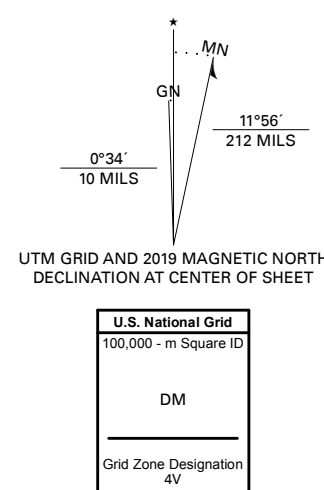 ★
MN
GN
11°56´
212 MILS
0°34´
10 MILS
UTM GRID AND 2019 MAGNETIC NORTH
DECLINATION AT CENTER OF SHEET
U.S. National Grid
100,000 - m Square ID
DM
Grid Zone Designation
4V